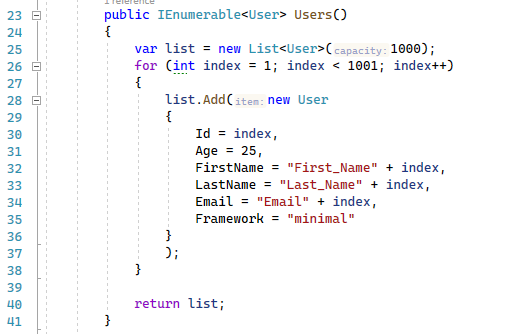 1 reference
23 public IEnumerable<User> Users()
24 {
25 var list = new List<User>(capacity: 1000);
26 for (int index = 1; index < 1001; index++)
27 {
28 list.Add(item: new User
29 {
30 Id = index,
31 Age = 25,
32 FirstName = "First_Name" + index,
33 LastName = "Last_Name" + index,
34 Email = "Email" + index,
35 Framework = "minimal"
36 }
37 );
38 }
39
40 return list;
41 }